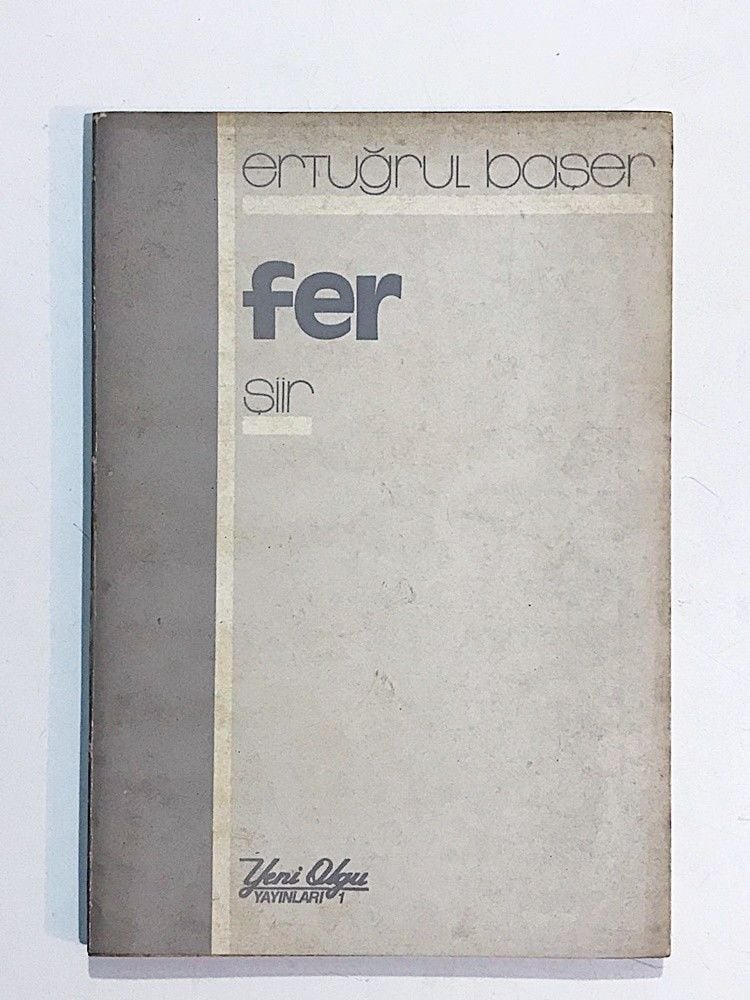 ertuğrul başer
fer
şiir
Yeni Olgu
YAYINLARI 1